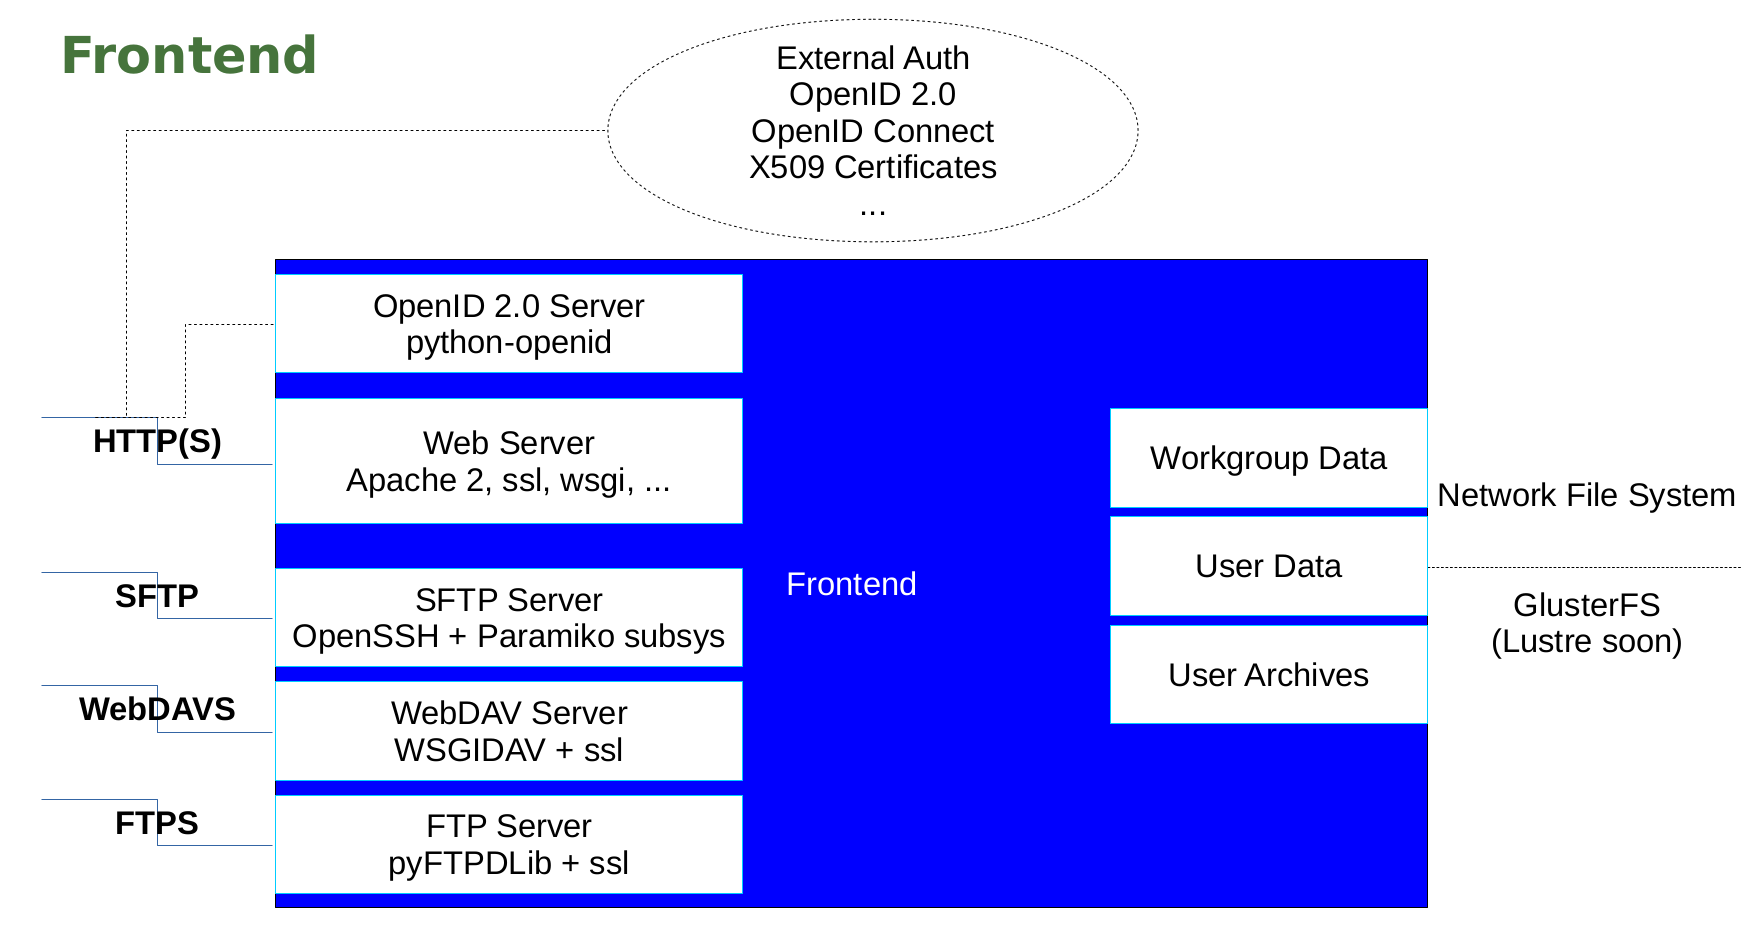 Frontend
External Auth
OpenID 2.0
OpenID Connect
X509 Certificates
...
OpenID 2.0 Server
python-openid
HTTP(S)
Web Server
Apache 2, ssl, wsgi, ...
SFTP
SFTP Server
OpenSSH + Paramiko subsys
WebDAVS
WebDAV Server
WSGIDAV + ssl
FTPS
FTP Server
pyFTPDLib + ssl
Frontend
Workgroup Data
User Data
User Archives
Network File System
GlusterFS
(Lustre soon)